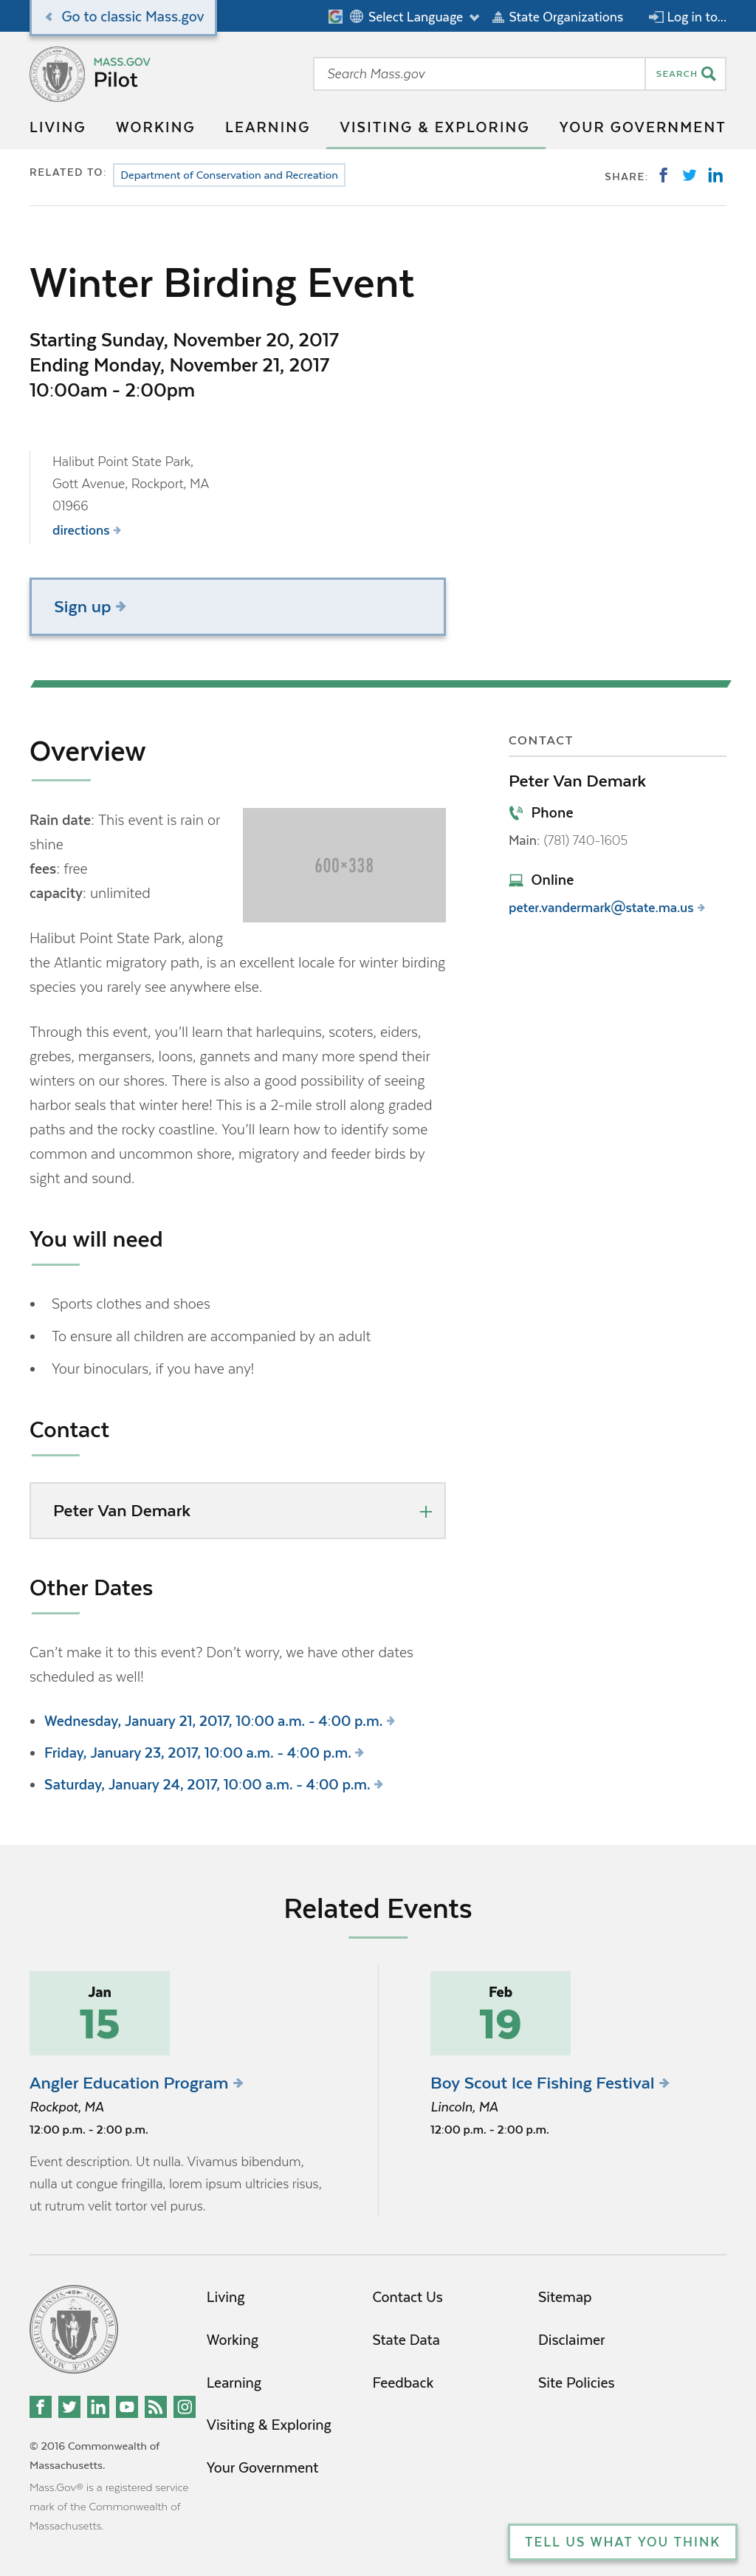 Go to classic Mass.gov
Select Language
State Organizations
Log in to...
MASS.GOV
Pilot
Search Mass.gov
SEARCH
LIVING
WORKING
LEARNING
VISITING & EXPLORING
YOUR GOVERNMENT
RELATED TO:
Department of Conservation and Recreation
SHARE:
Winter Birding Event
Starting Sunday, November 20, 2017
Ending Monday, November 21, 2017
10:00am - 2:00pm
Halibut Point State Park,
Gott Avenue, Rockport, MA
01966
directions
Sign up
Overview
Rain date: This event is rain or
shine
fees: free
capacity: unlimited
600×338
Halibut Point State Park, along
the Atlantic migratory path, is an excellent locale for winter birding
species you rarely see anywhere else.
Through this event, you’ll learn that harlequins, scoters, eiders,
grebes, mergansers, loons, gannets and many more spend their
winters on our shores. There is also a good possibility of seeing
harbor seals that winter here! This is a 2-mile stroll along graded
paths and the rocky coastline. You’ll learn how to identify some
common and uncommon shore, migratory and feeder birds by
sight and sound.
CONTACT
Peter Van Demark
Phone
Main: (781) 740-1605
Online
peter.vandermark@state.ma.us
You will need
Sports clothes and shoes
To ensure all children are accompanied by an adult
Your binoculars, if you have any!
Contact
Peter Van Demark
Other Dates
Can’t make it to this event? Don’t worry, we have other dates
scheduled as well!
Wednesday, January 21, 2017, 10:00 a.m. - 4:00 p.m.
Friday, January 23, 2017, 10:00 a.m. - 4:00 p.m.
Saturday, January 24, 2017, 10:00 a.m. - 4:00 p.m.
Related Events
Jan
15
Angler Education Program
Rockpot, MA
12:00 p.m. - 2:00 p.m.
Event description. Ut nulla. Vivamus bibendum,
nulla ut congue fringilla, lorem ipsum ultricies risus,
ut rutrum velit tortor vel purus.
Feb
19
Boy Scout Ice Fishing Festival
Lincoln, MA
12:00 p.m. - 2:00 p.m.
Living
Working
Learning
Visiting & Exploring
Your Government
Contact Us
State Data
Feedback
Sitemap
Disclaimer
Site Policies
© 2016 Commonwealth of
Massachusetts.
Mass.Gov® is a registered service
mark of the Commonwealth of
Massachusetts.
TELL US WHAT YOU THINK